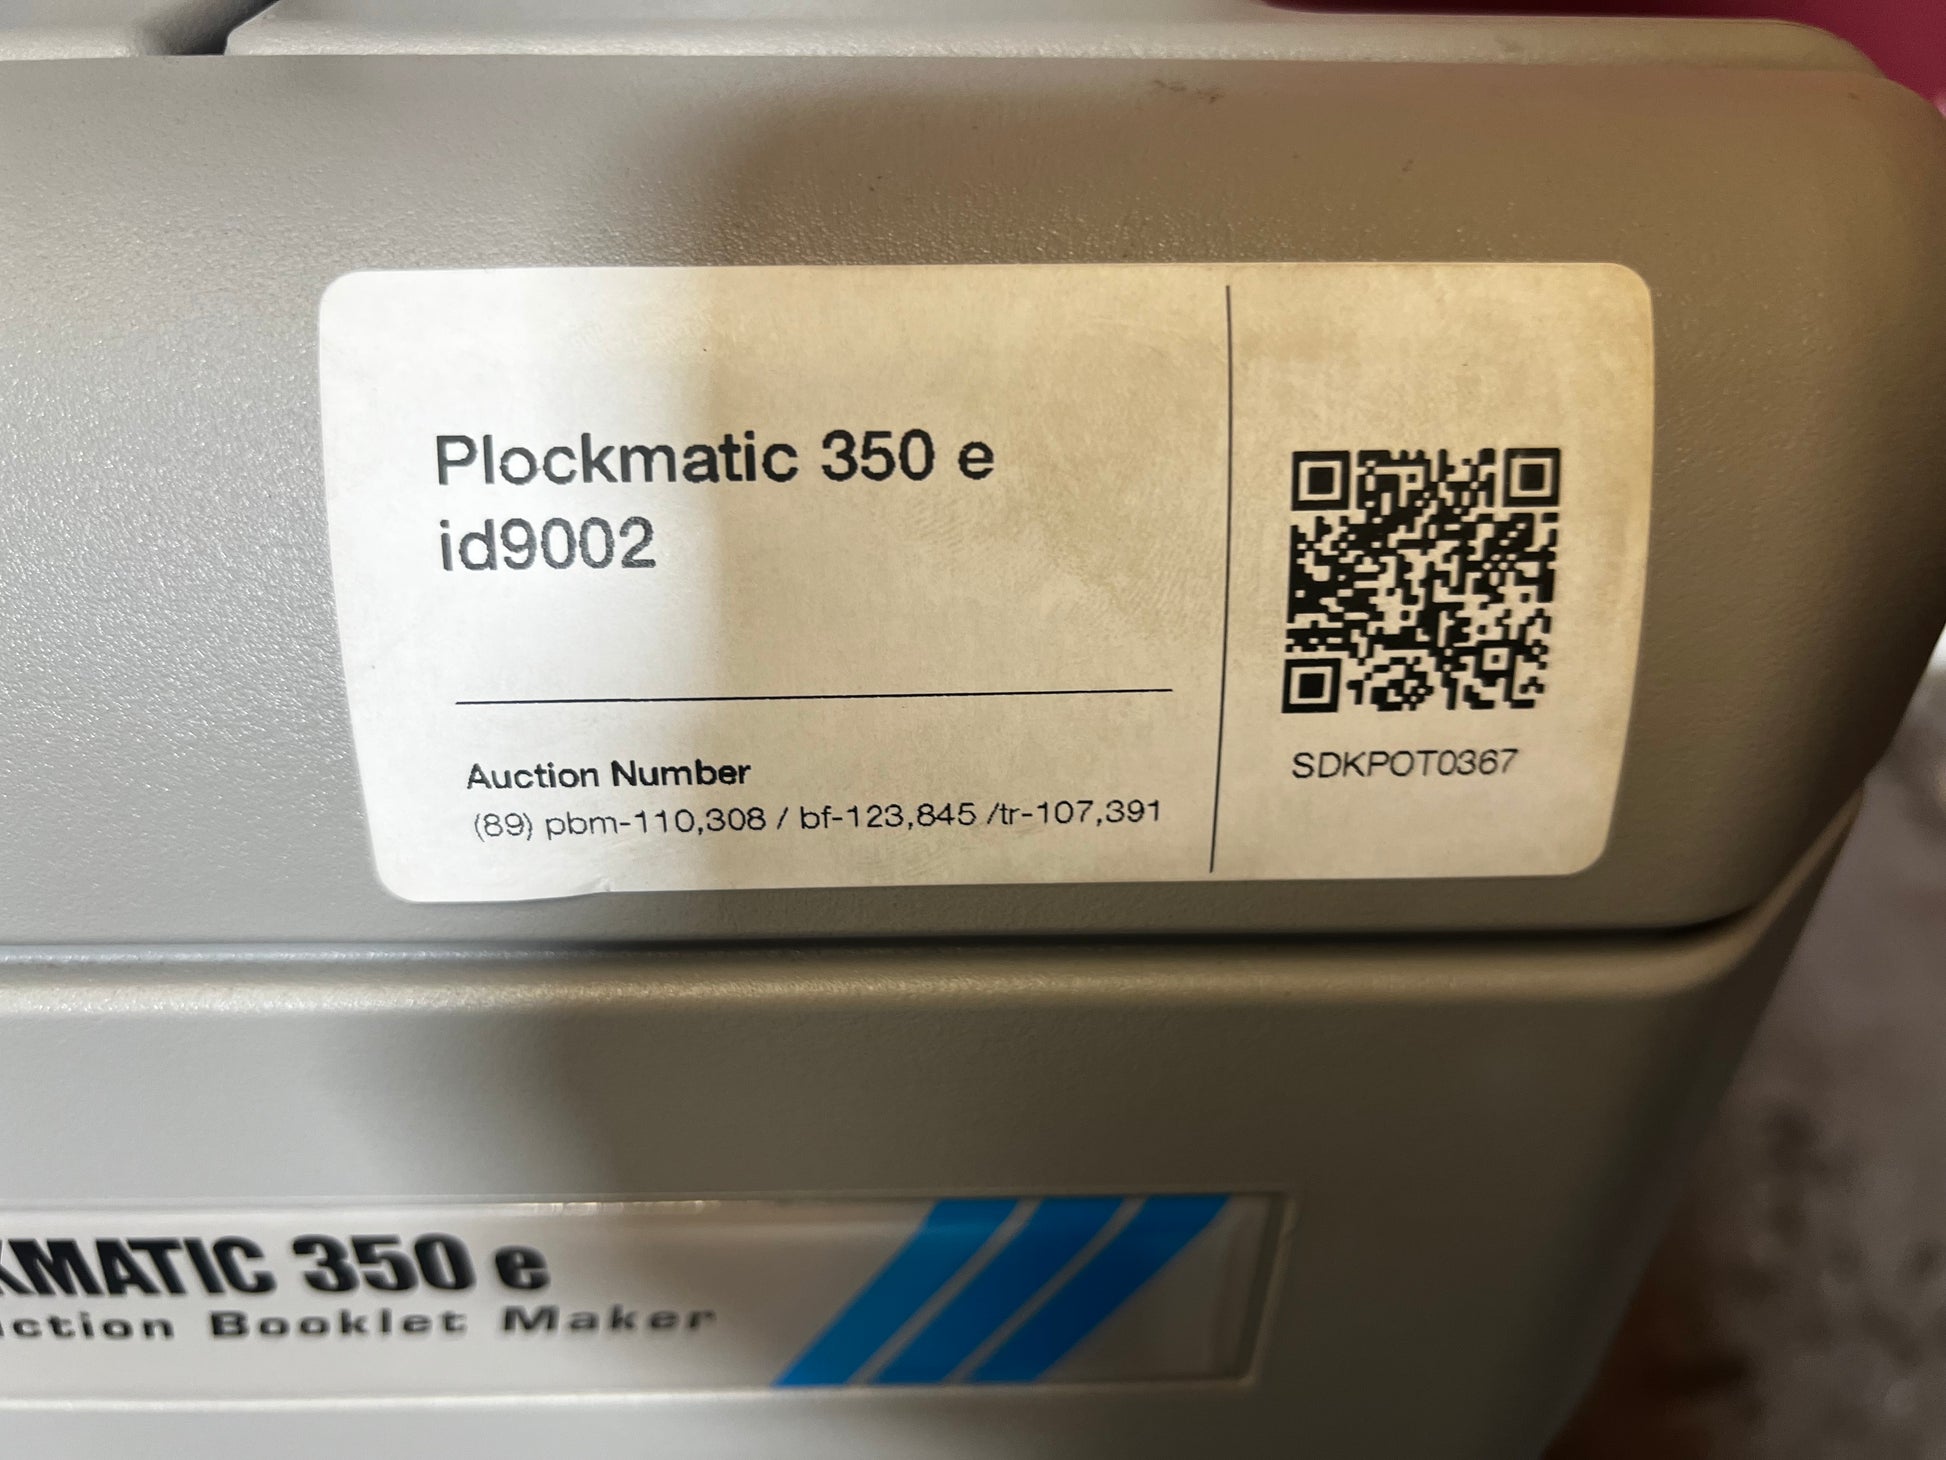 Plockmatic 350 e
id9002
Auction Number
(89) pbm-110,308 / bf-123,845 /tr-107,391
SDKPOT0367
KMATIC 350 e
ction Booklet Maker